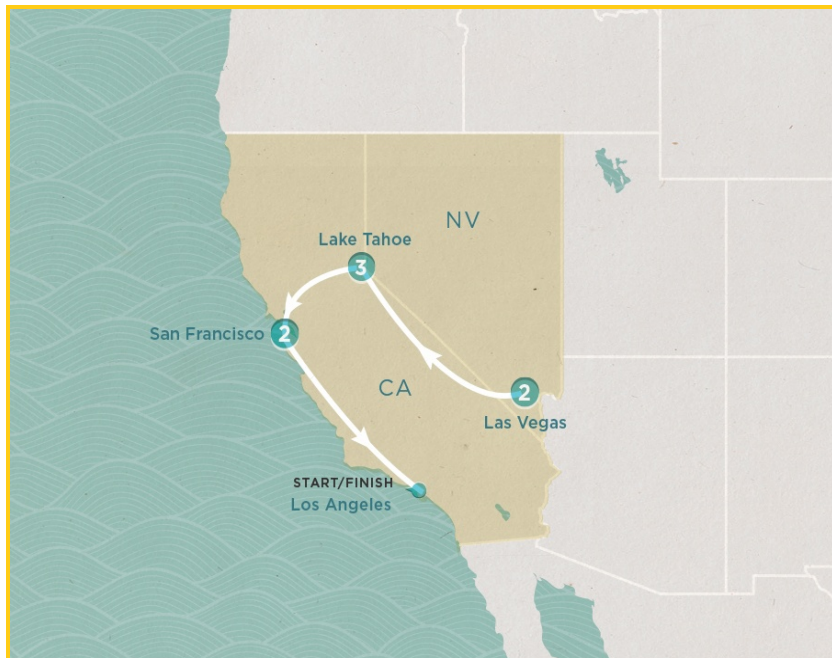 NV
Lake Tahoe
3
San Francisco
2
CA
2
Las Vegas
START/FINISH
Los Angeles